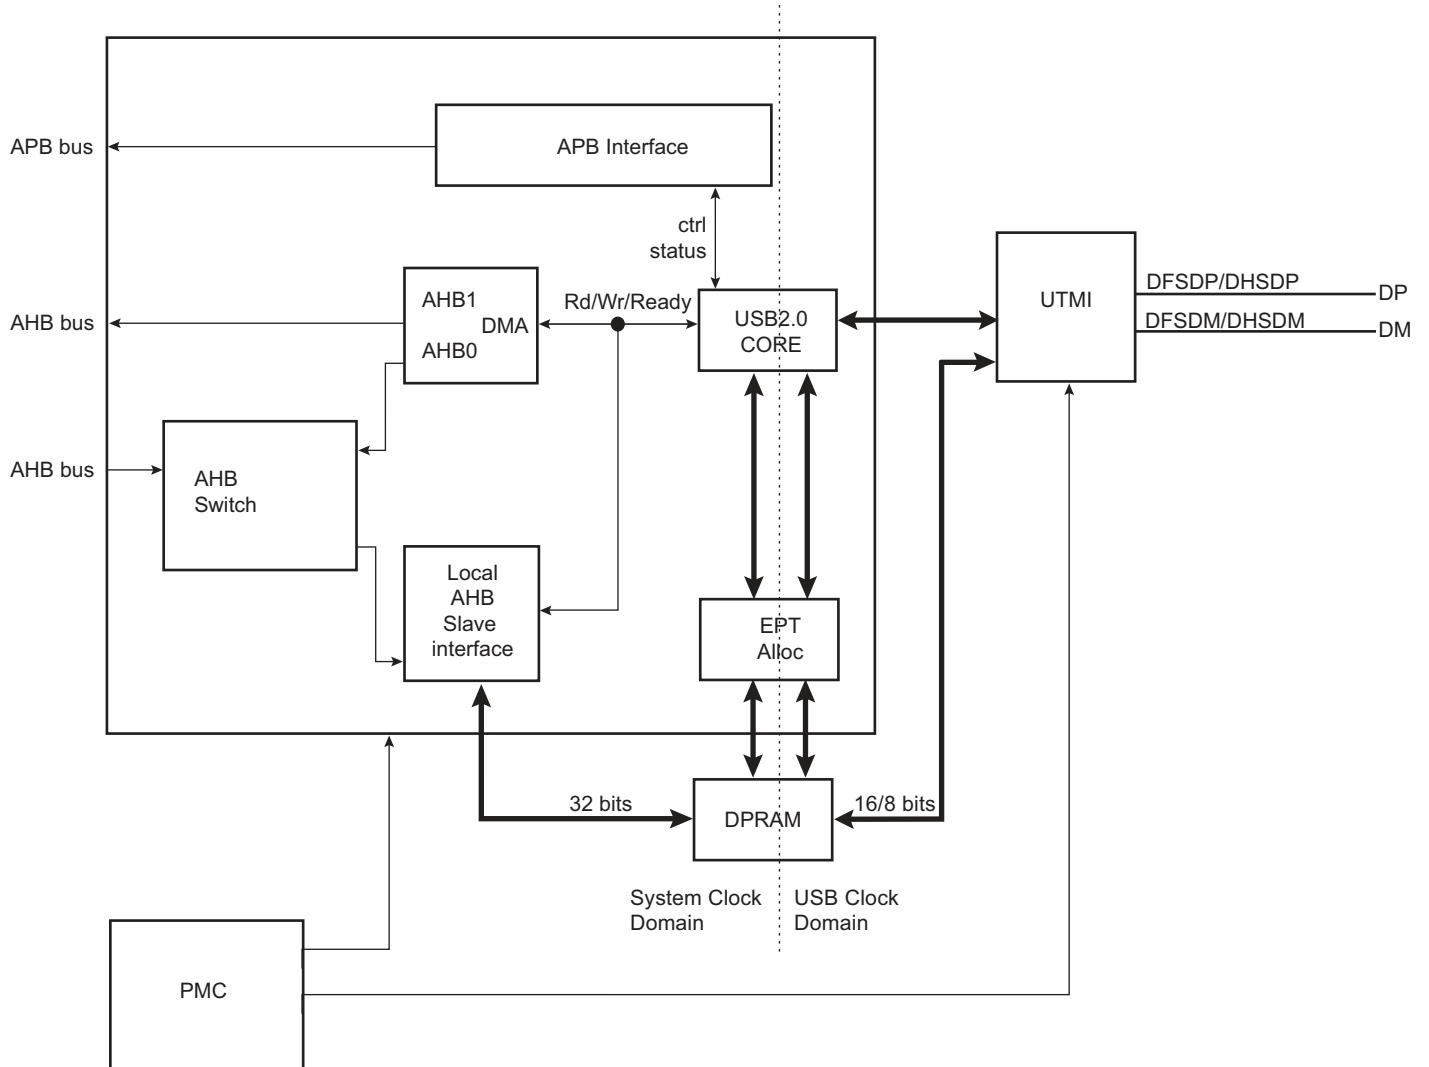 APB bus
APB Interface
ctrl
status
AHB bus
AHB1
DMA
AHB0
Rd/Wr/Ready
USB2.0
CORE
UTMI
DFSDP/DHSDP
DP
DFSDM/DHSDM
DM
AHB bus
AHB
Switch
Local
AHB
Slave
interface
EPT
Alloc
32 bits
DPRAM
16/8 bits
System Clock
Domain
USB Clock
Domain
PMC